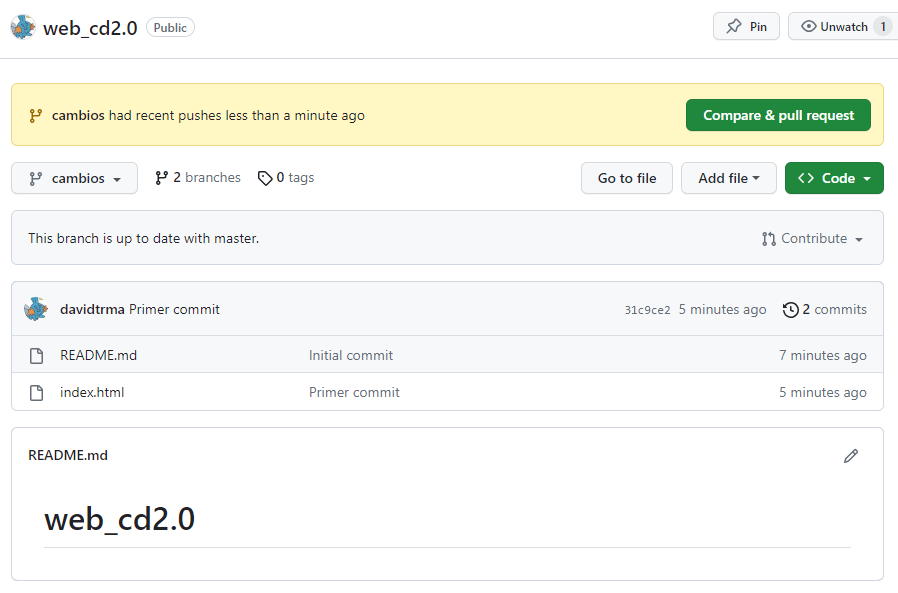 web_cd2.0 Public Pin Unwatch 1
cambios had recent pushes less than a minute ago Compare & pull request
cambios 2 branches 0 tags Go to file Add file Code
This branch is up to date with master. Contribute
davidtrma Primer commit 31c9ce2 5 minutes ago 2 commits
README.md Initial commit 7 minutes ago
index.html Primer commit 5 minutes ago
README.md
web_cd2.0